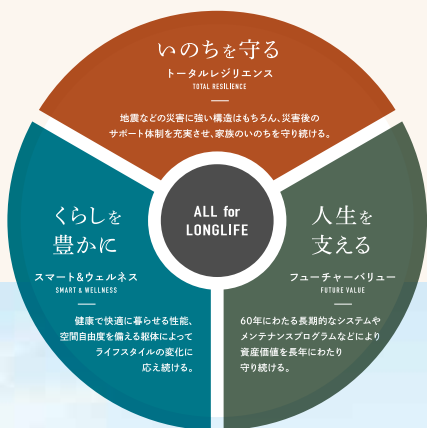 いのちを守る
トータルレジリエンス
TOTAL RESILIENCE
地震などの災害に強い構造はもちろん、災害後の
サポート体制を充実させ、家族のいのちを守り続ける。
ALL for
LONGLIFE
くらしを
豊かに
スマート&ウェルネス
SMART & WELLNESS
健康で快適に暮らせる性能、
空間自由度を備える躯体によって
ライフスタイルの変化に
応え続ける。
人生を
支える
フューチャーバリュー
FUTURE VALUE
60年にわたる長期的なシステムや
メンテナンスプログラムなどにより
資産価値を長年にわたり
守り続ける。